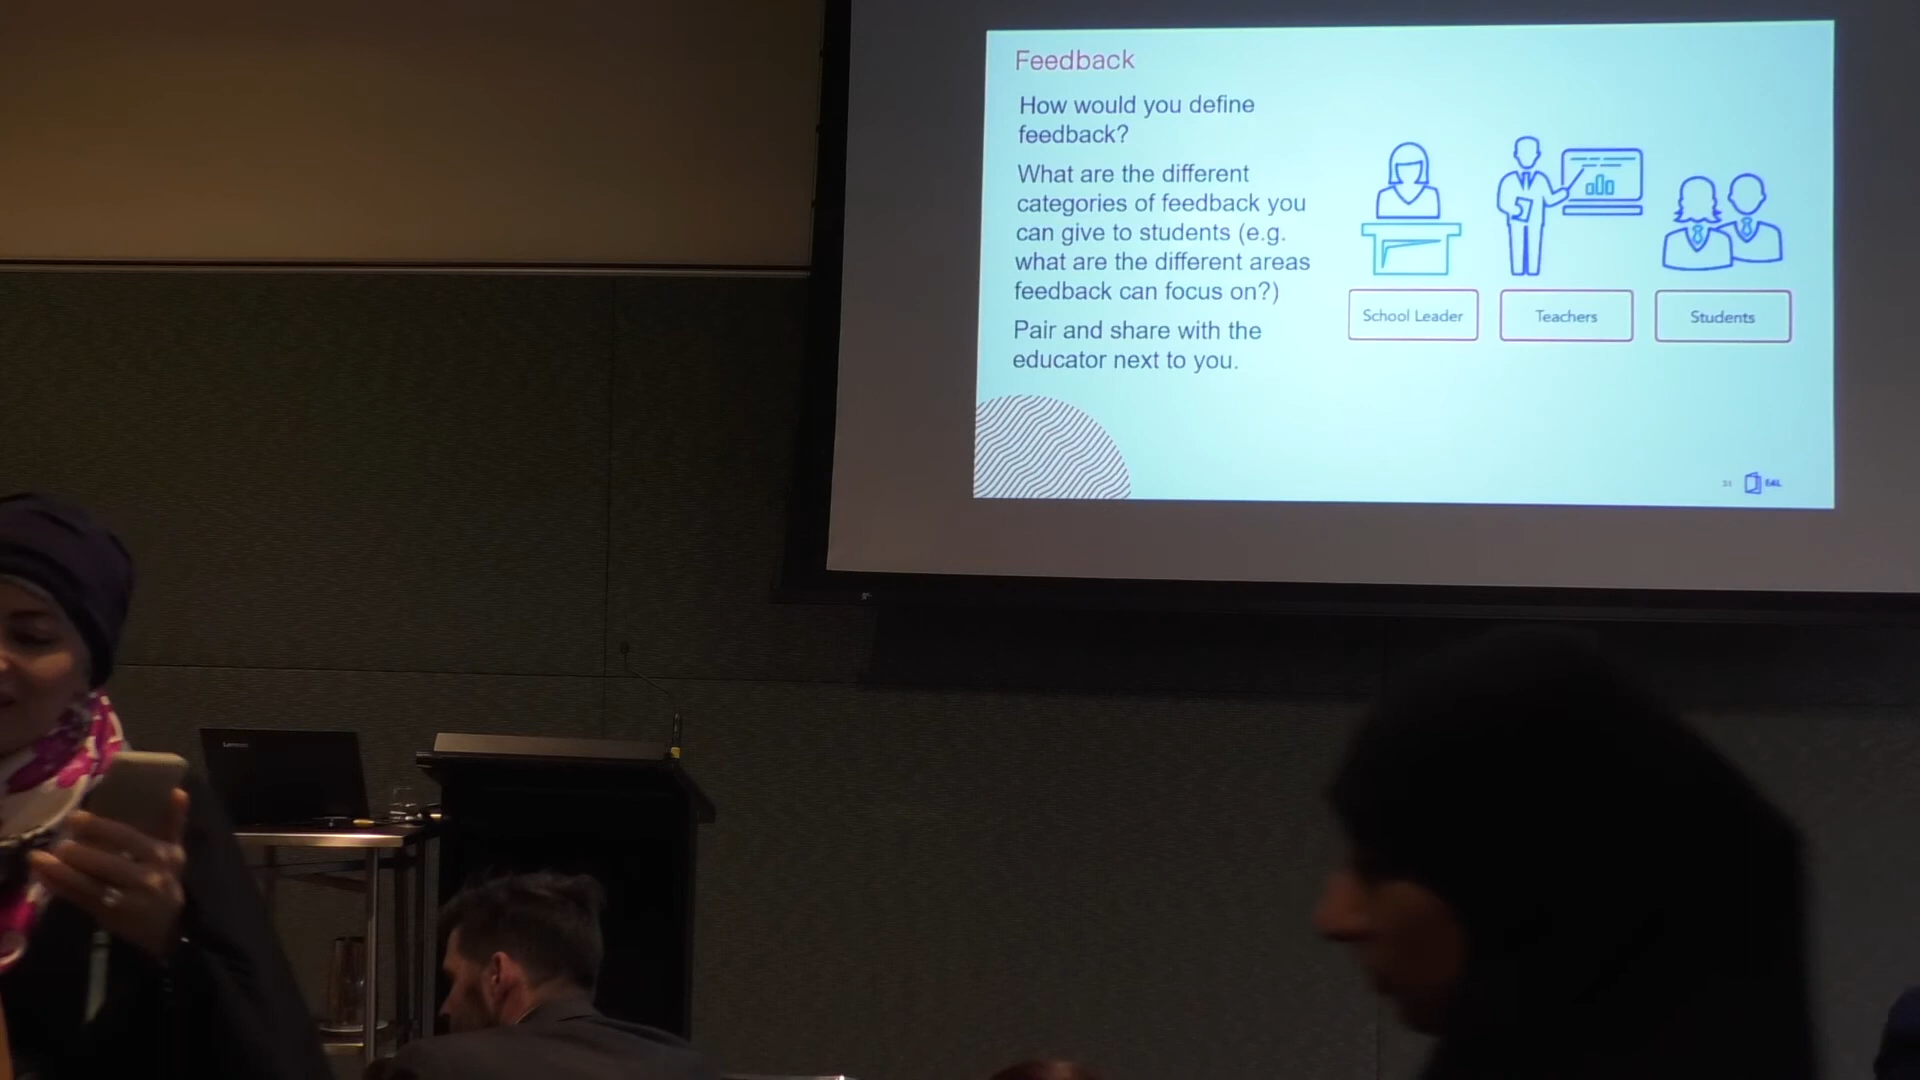 Feedback
How would you define
feedback?
What are the different
categories of feedback you
can give to students (e.g.
what are the different areas
feedback can focus on?)
Pair and share with the
educator next to you.
School Leader
Teachers
Students
E4L
Lenovo